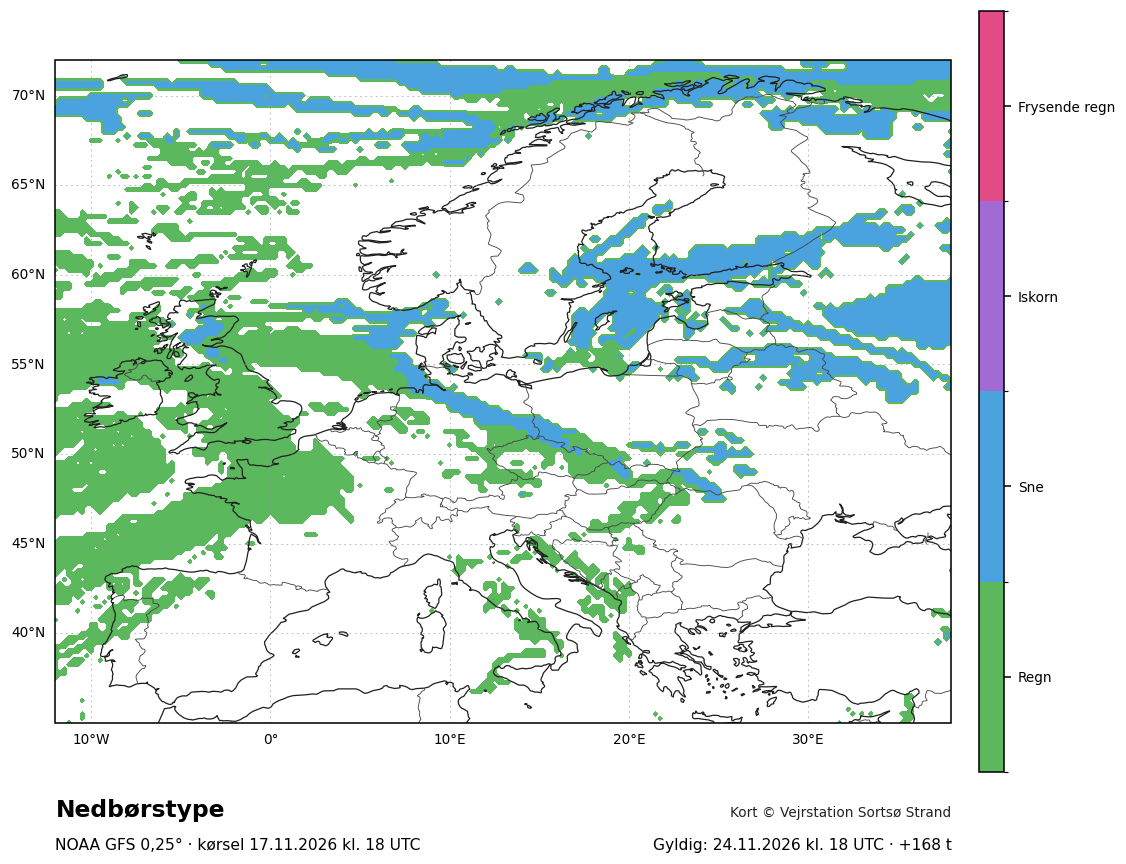 70°N
65°N
60°N
55°N
50°N
45°N
40°N
10°W
0°
10°E
20°E
30°E
Frysende regn
Iskorn
Sne
Regn
Nedbørstype
Kort © Vejrstation Sortsø Strand
NOAA GFS 0,25° · kørsel 17.11.2026 kl. 18 UTC
Gyldig: 24.11.2026 kl. 18 UTC · +168 t